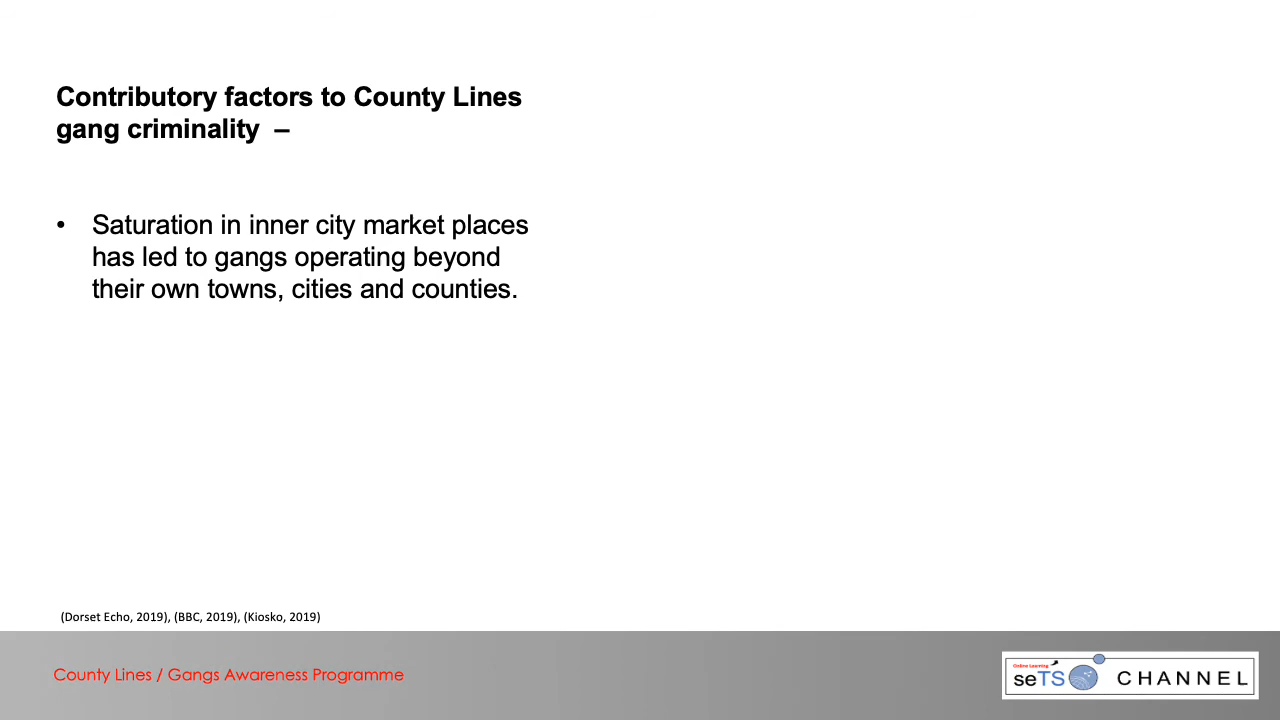 Contributory factors to County Lines
gang criminality  –
• Saturation in inner city market places
has led to gangs operating beyond
their own towns, cities and counties.
(Dorset Echo, 2019), (BBC, 2019), (Kiosko, 2019)
County Lines / Gangs Awareness Programme
Online Learning
seTS CHANNEL